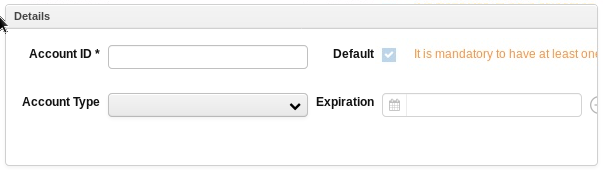 Details
Account ID * Default It is mandatory to have at least one
Account Type Expiration